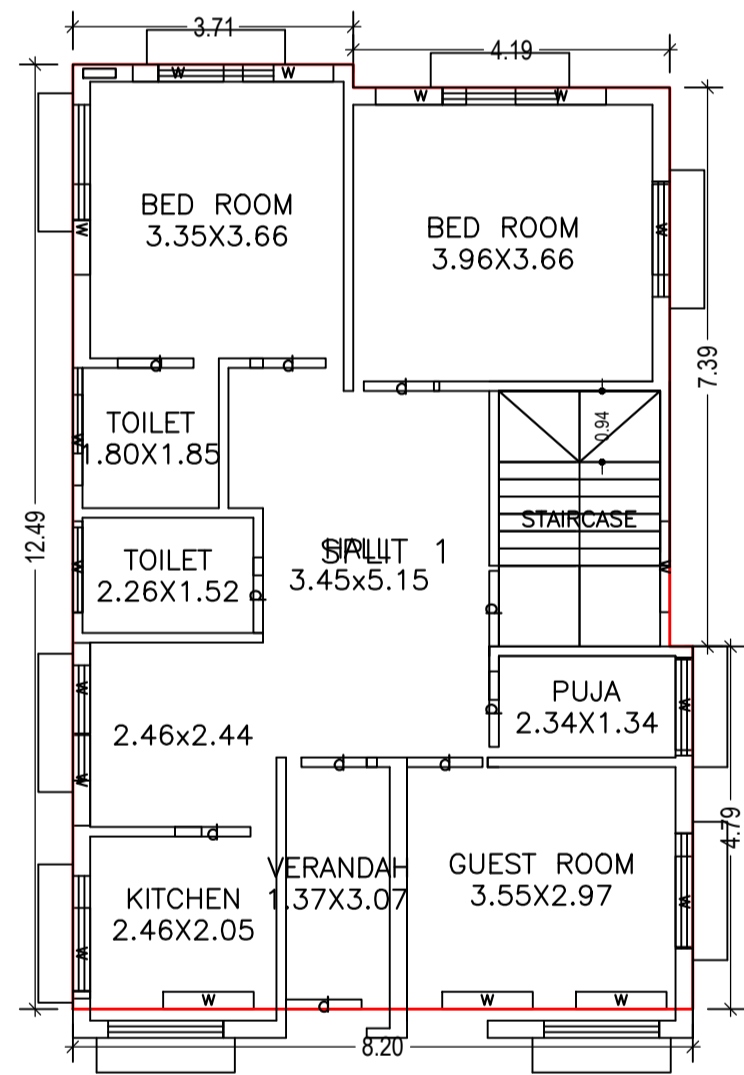 3.71
4.19
W
W
W
W
BED ROOM
3.35X3.66
BED ROOM
3.96X3.66
W
W
7.39
d
d
d
TOILET
1.80X1.85
W
0.94
12.49
STAIRCASE
TOILET
2.26X1.52
W
d
SPLIT 1
3.45x5.15
W
d
PUJA
2.34X1.34
W
d
W
2.46x2.44
W
d
d
4.79
d
VERANDAH
1.37X3.07
GUEST ROOM
3.55X2.97
KITCHEN
2.46X2.05
W
W
W
d
W
W
8.20